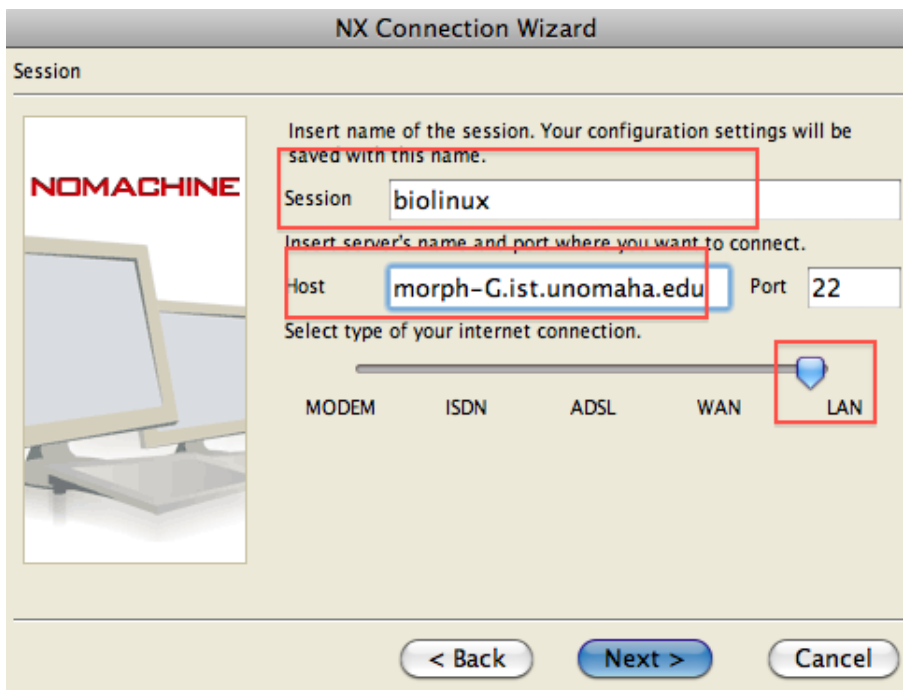 NX Connection Wizard
Session
NOMACHINE
Insert name of the session. Your configuration settings will be
saved with this name.
Session biolinux
Insert server's name and port where you want to connect.
Host morph-G.ist.unomaha.edu Port 22
Select type of your internet connection.
MODEM ISDN ADSL WAN LAN
< Back Next > Cancel